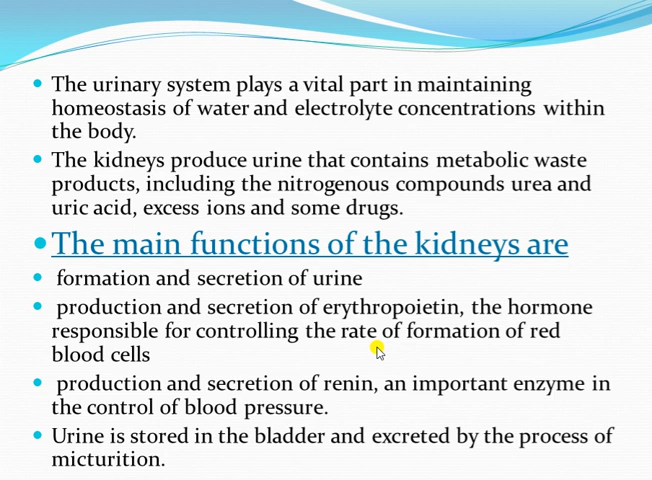 The urinary system plays a vital part in maintaining
homeostasis of water and electrolyte concentrations within
the body.
The kidneys produce urine that contains metabolic waste
products, including the nitrogenous compounds urea and
uric acid, excess ions and some drugs.
The main functions of the kidneys are
formation and secretion of urine
production and secretion of erythropoietin, the hormone
responsible for controlling the rate of formation of red
blood cells
production and secretion of renin, an important enzyme in
the control of blood pressure.
Urine is stored in the bladder and excreted by the process of
micturition.